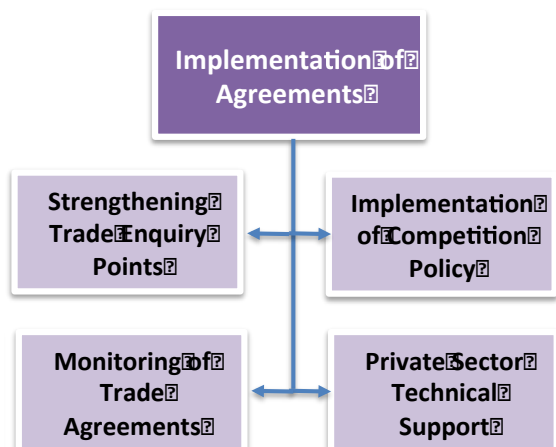 Implementation of
Agreements
Strengthening
Trade Enquiry
Points
Implementation
of Competition
Policy
Monitoring of
Trade
Agreements
Private Sector
Technical
Support